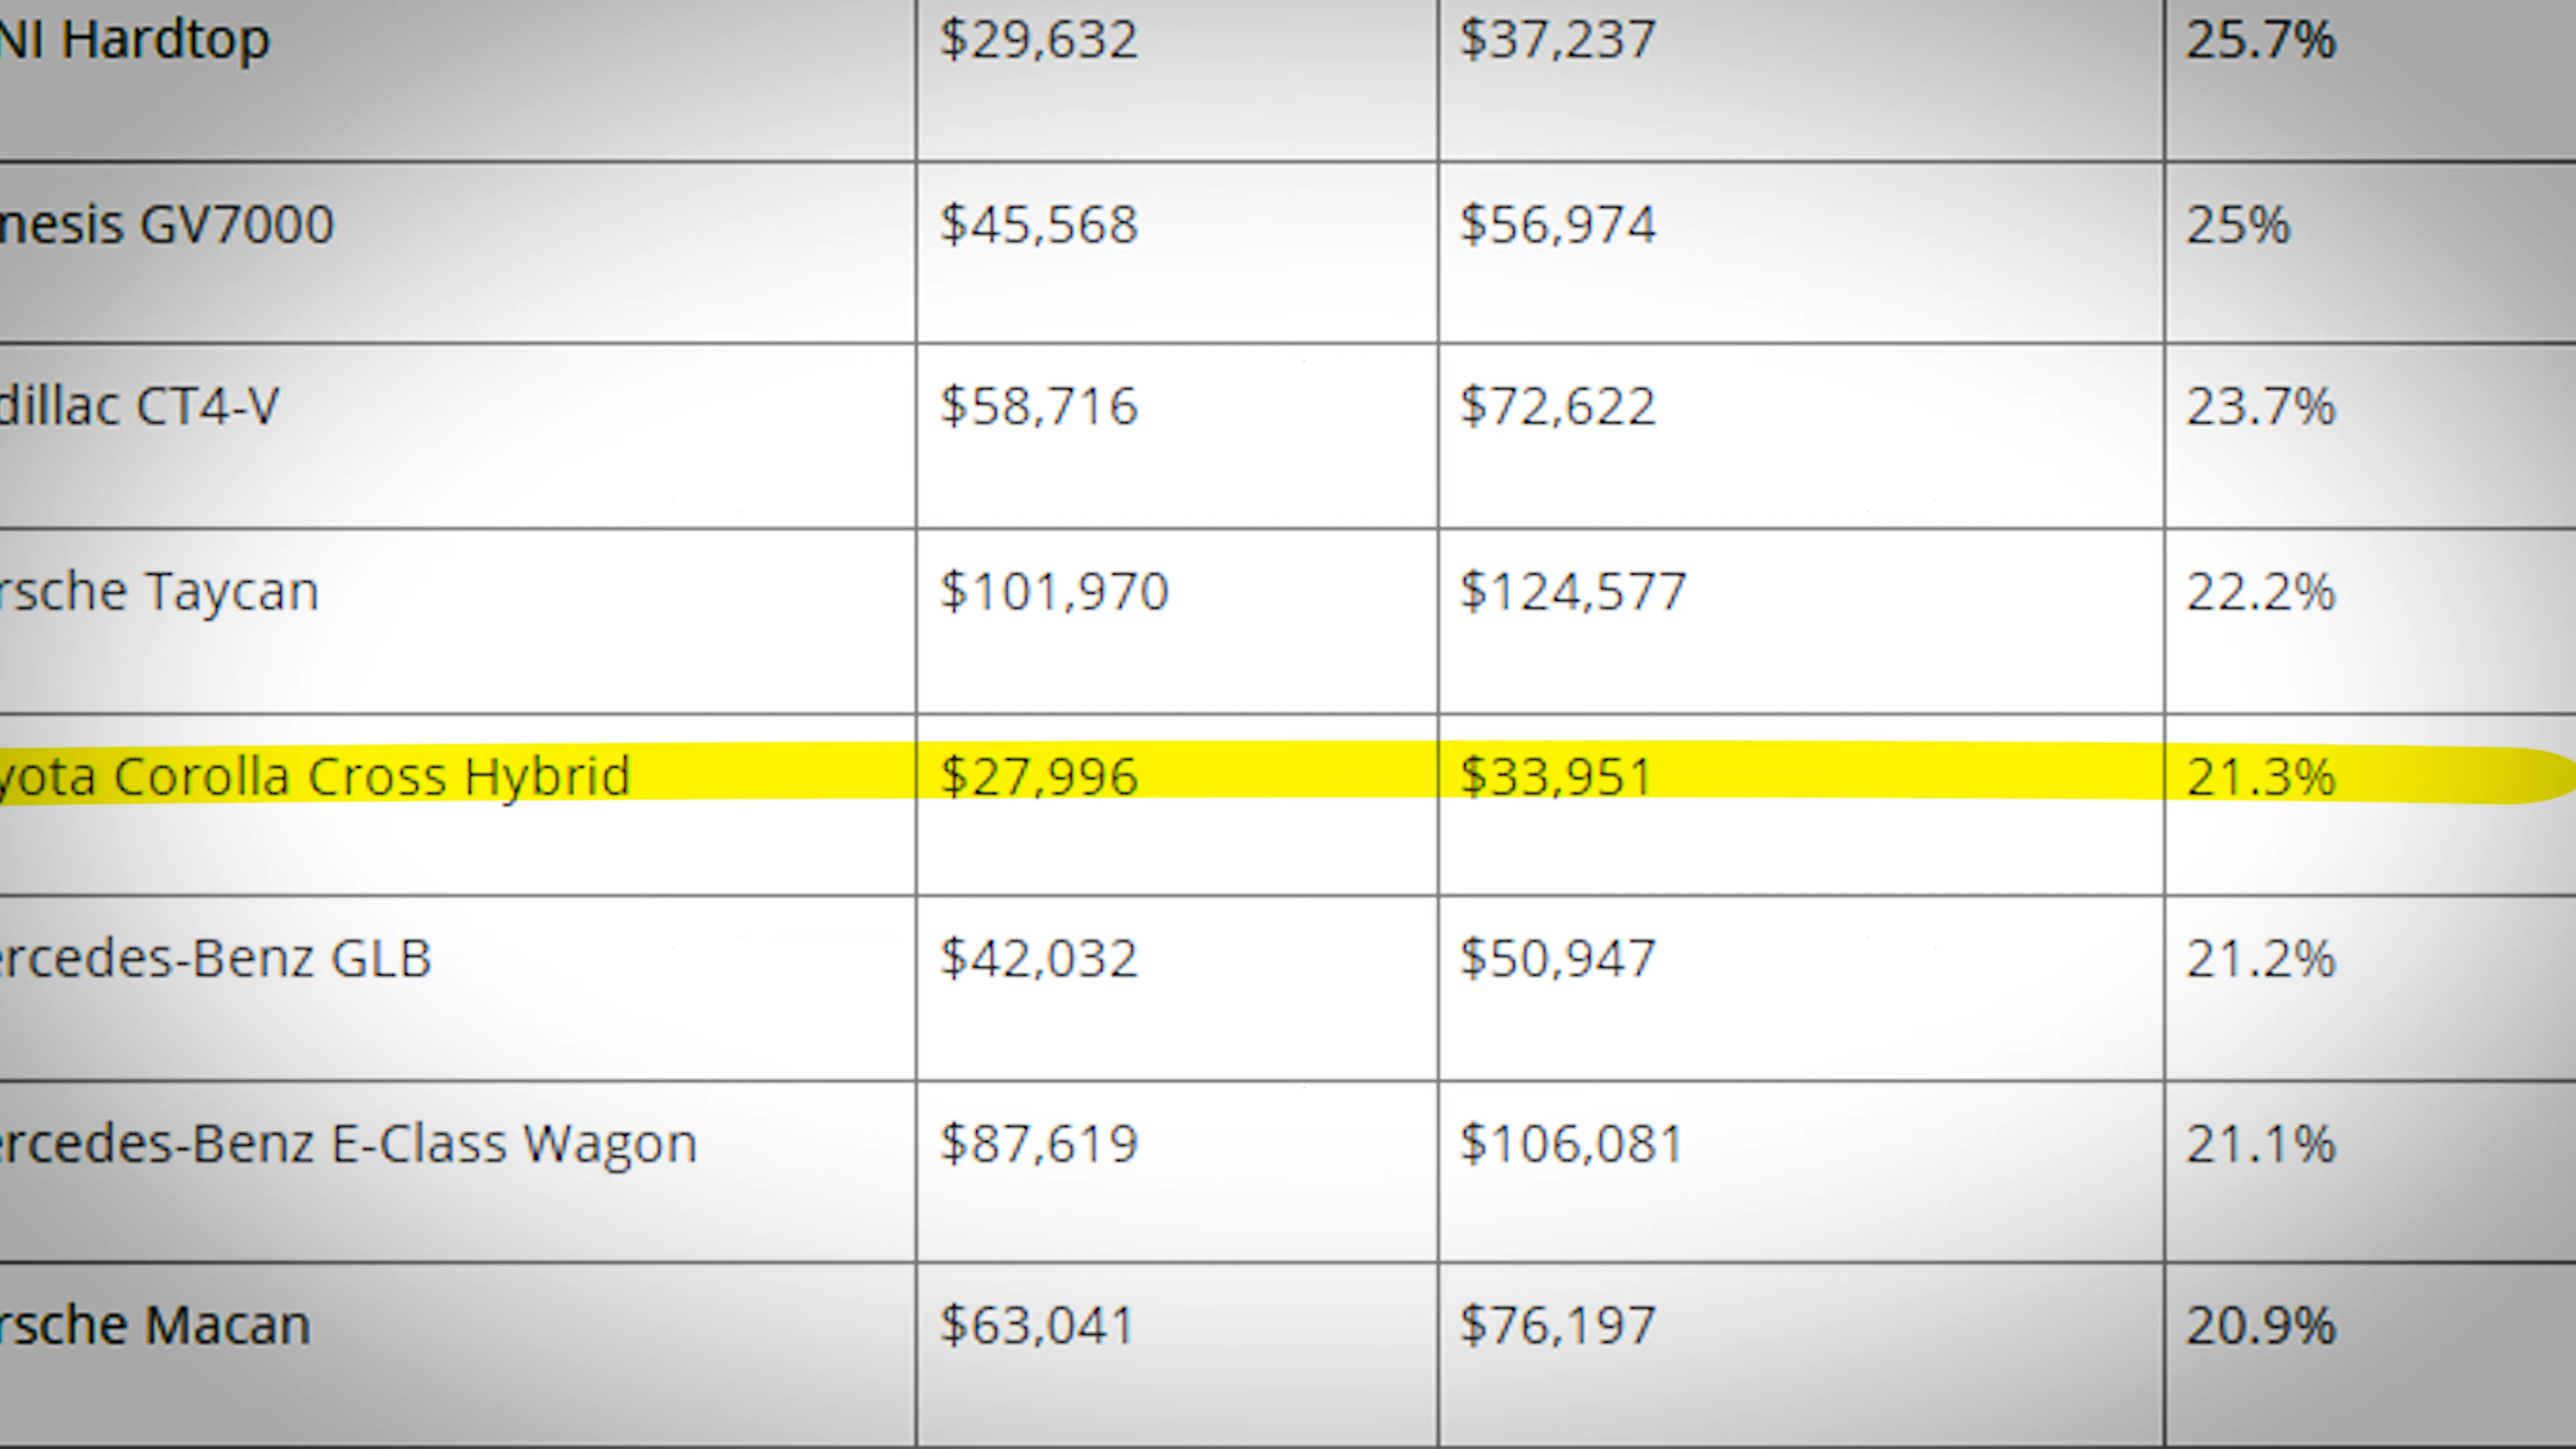 NI Hardtop $29,632 $37,237 25.7%
nesis GV7000 $45,568 $56,974 25%
dillac CT4-V $58,716 $72,622 23.7%
rsche Taycan $101,970 $124,577 22.2%
yota Corolla Cross Hybrid $27,996 $33,951 21.3%
ercedes-Benz GLB $42,032 $50,947 21.2%
ercedes-Benz E-Class Wagon $87,619 $106,081 21.1%
rsche Macan $63,041 $76,197 20.9%